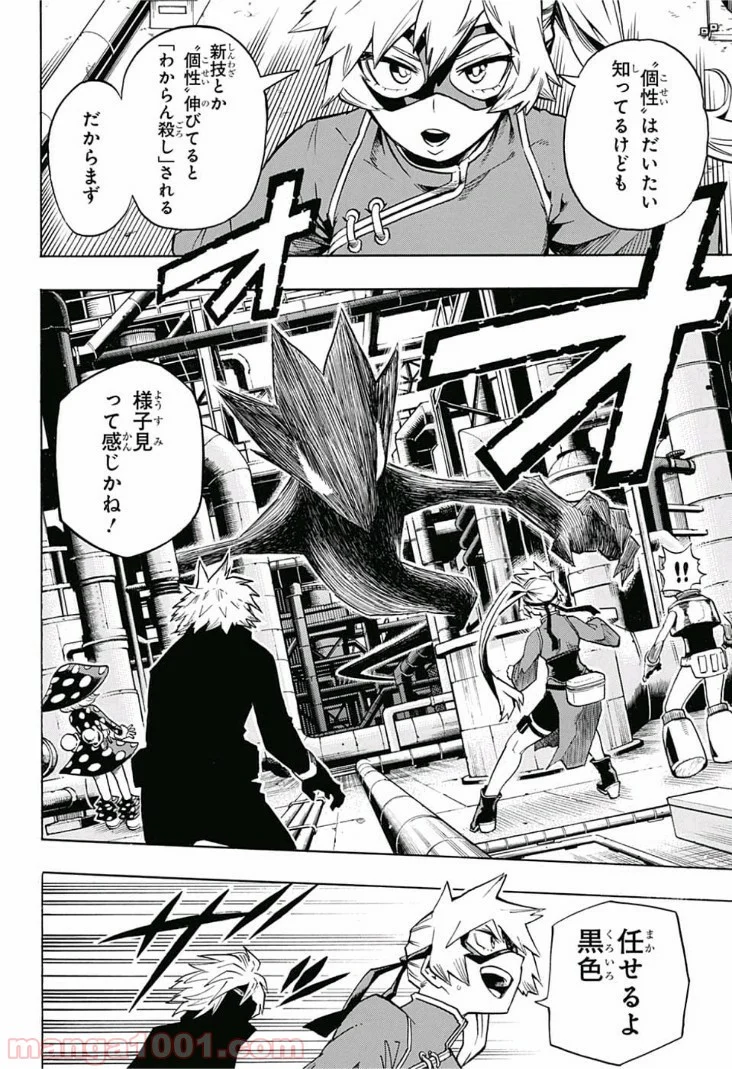 〝個性〟はだいたい
知ってるけども
新技とか
〝個性〟伸びてると
「わからん殺し」される
だからまず
オオオ
様子見
って感じかね!
!!
任せるよ
黒色
manga1001.com